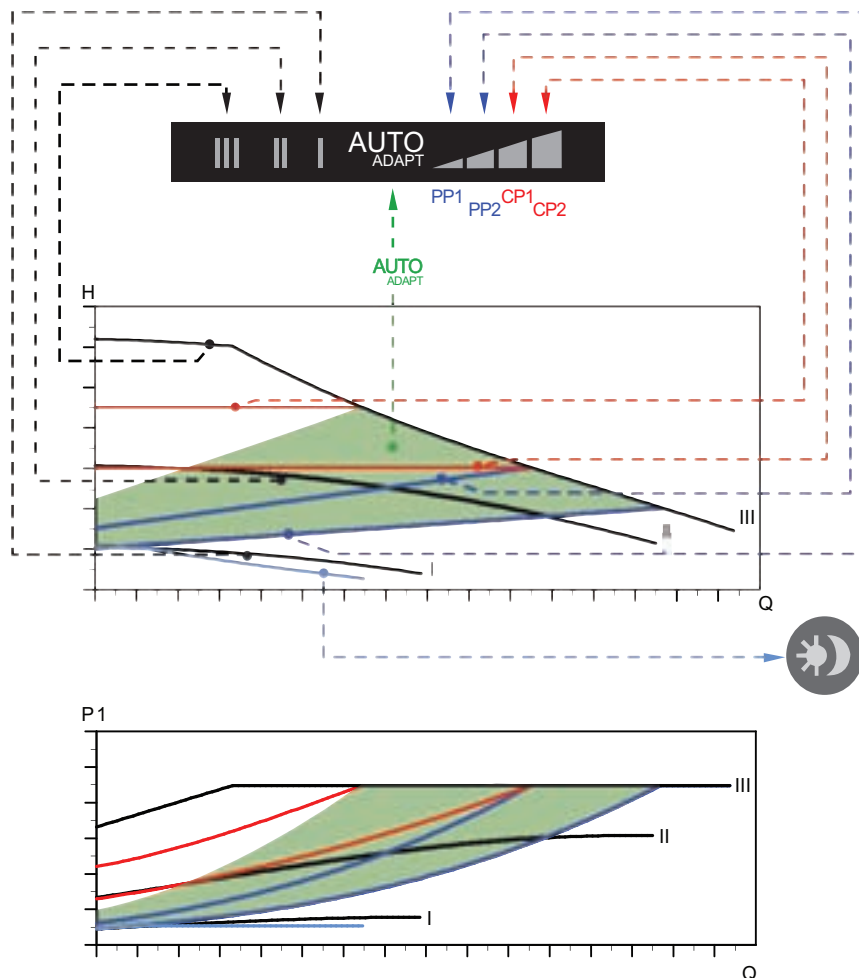 III II I AUTO
ADAPT
PP1 CP1
PP2 CP2
AUTO
ADAPT
H
III
I
Q
P1
III
II
I
Q